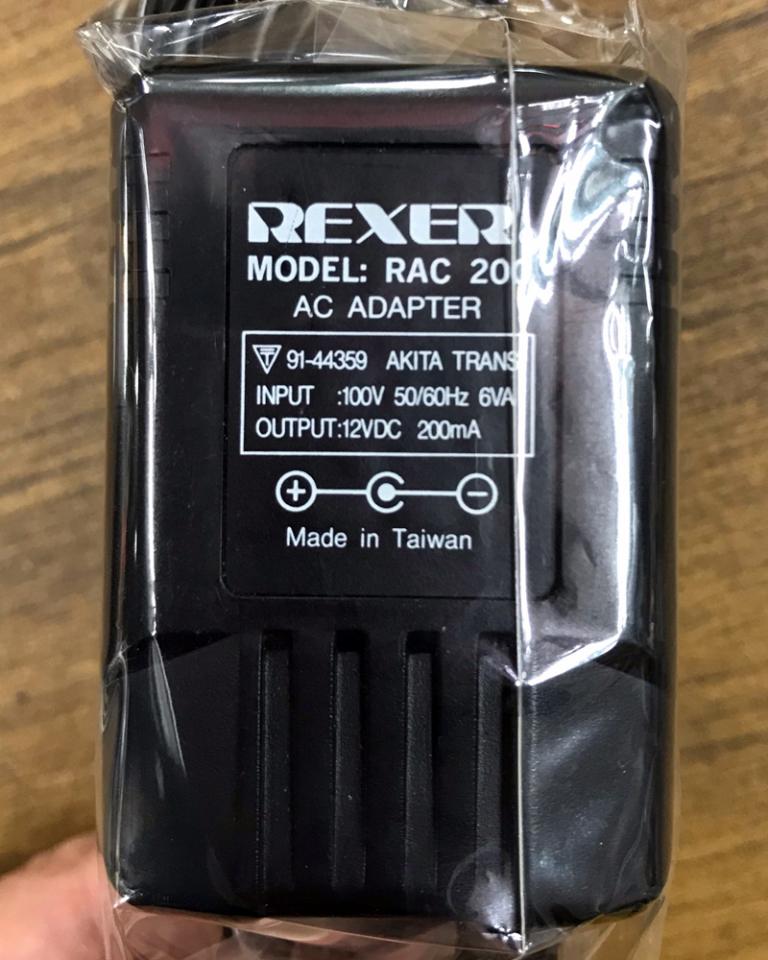 REXER
MODEL: RAC 200
AC ADAPTER
91-44359 AKITA TRANS
INPUT :100V 50/60Hz 6VA
OUTPUT:12VDC 200mA
Made in Taiwan